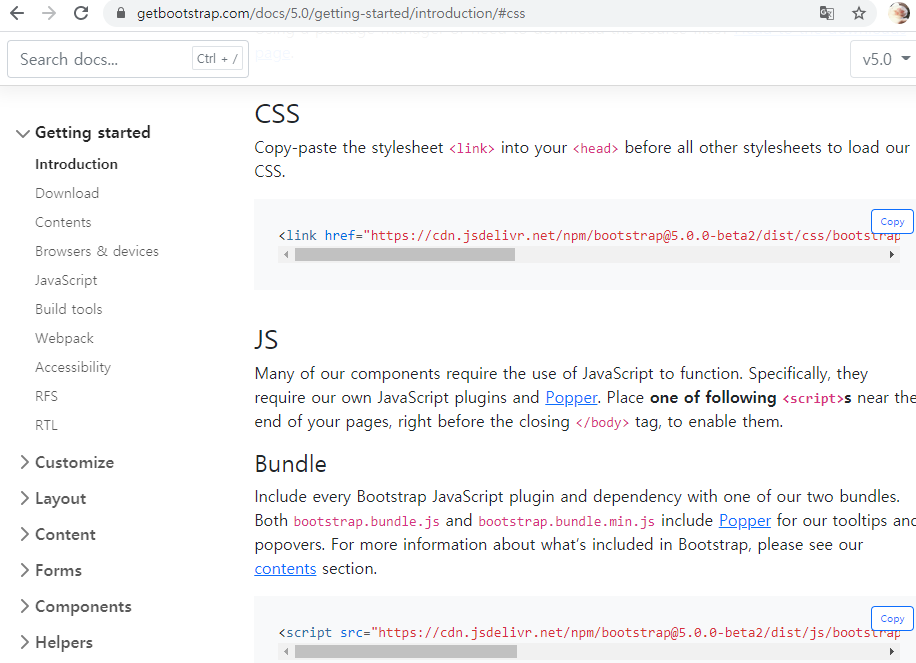 getbootstrap.com/docs/5.0/getting-started/introduction/#css
Search docs...
Ctrl + /
page.
v5.0
Getting started
Introduction
Download
Contents
Browsers & devices
JavaScript
Build tools
Webpack
Accessibility
RFS
RTL
Customize
Layout
Content
Forms
Components
Helpers
CSS
Copy-paste the stylesheet <link> into your <head> before all other stylesheets to load our
CSS.
Copy
<link href="https://cdn.jsdelivr.net/npm/bootstrap@5.0.0-beta2/dist/css/bootstrap
JS
Many of our components require the use of JavaScript to function. Specifically, they
require our own JavaScript plugins and Popper. Place one of following <script>s near the
end of your pages, right before the closing </body> tag, to enable them.
Bundle
Include every Bootstrap JavaScript plugin and dependency with one of our two bundles.
Both bootstrap.bundle.js and bootstrap.bundle.min.js include Popper for our tooltips and
popovers. For more information about what's included in Bootstrap, please see our
contents section.
Copy
<script src="https://cdn.jsdelivr.net/npm/bootstrap@5.0.0-beta2/dist/js/bootstrap